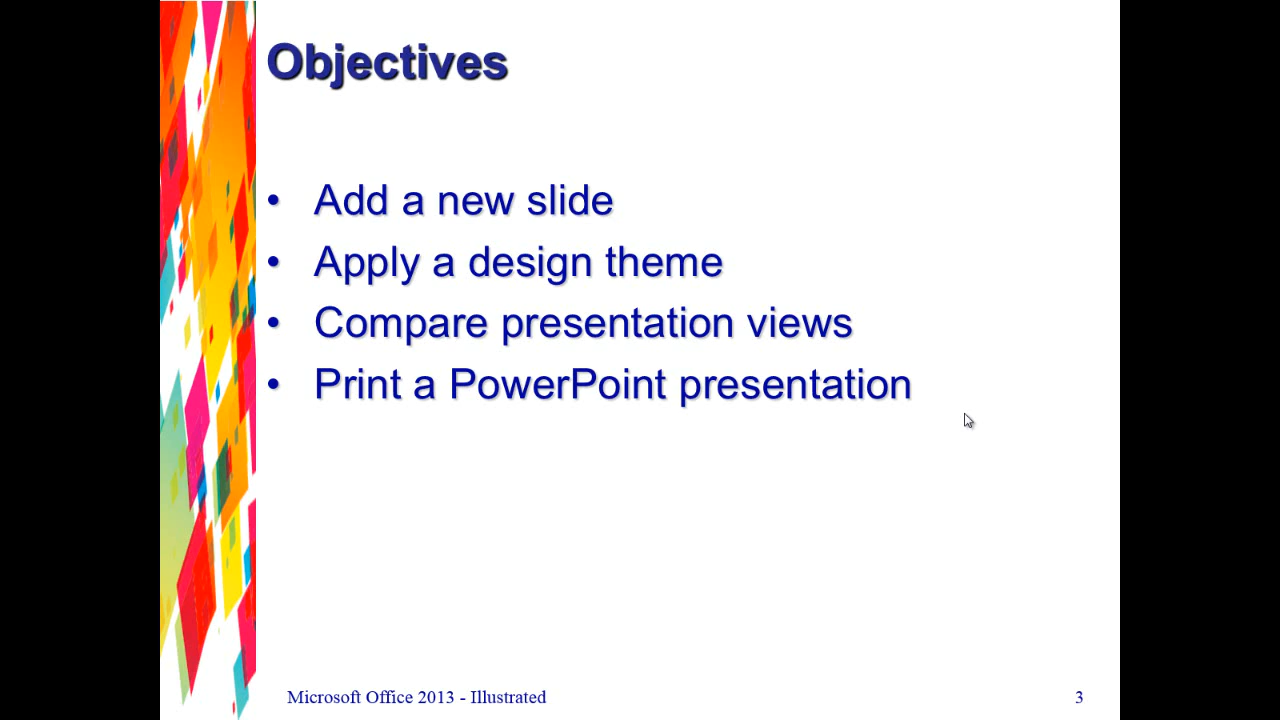 Objectives
• Add a new slide
• Apply a design theme
• Compare presentation views
• Print a PowerPoint presentation
Microsoft Office 2013 - Illustrated
3